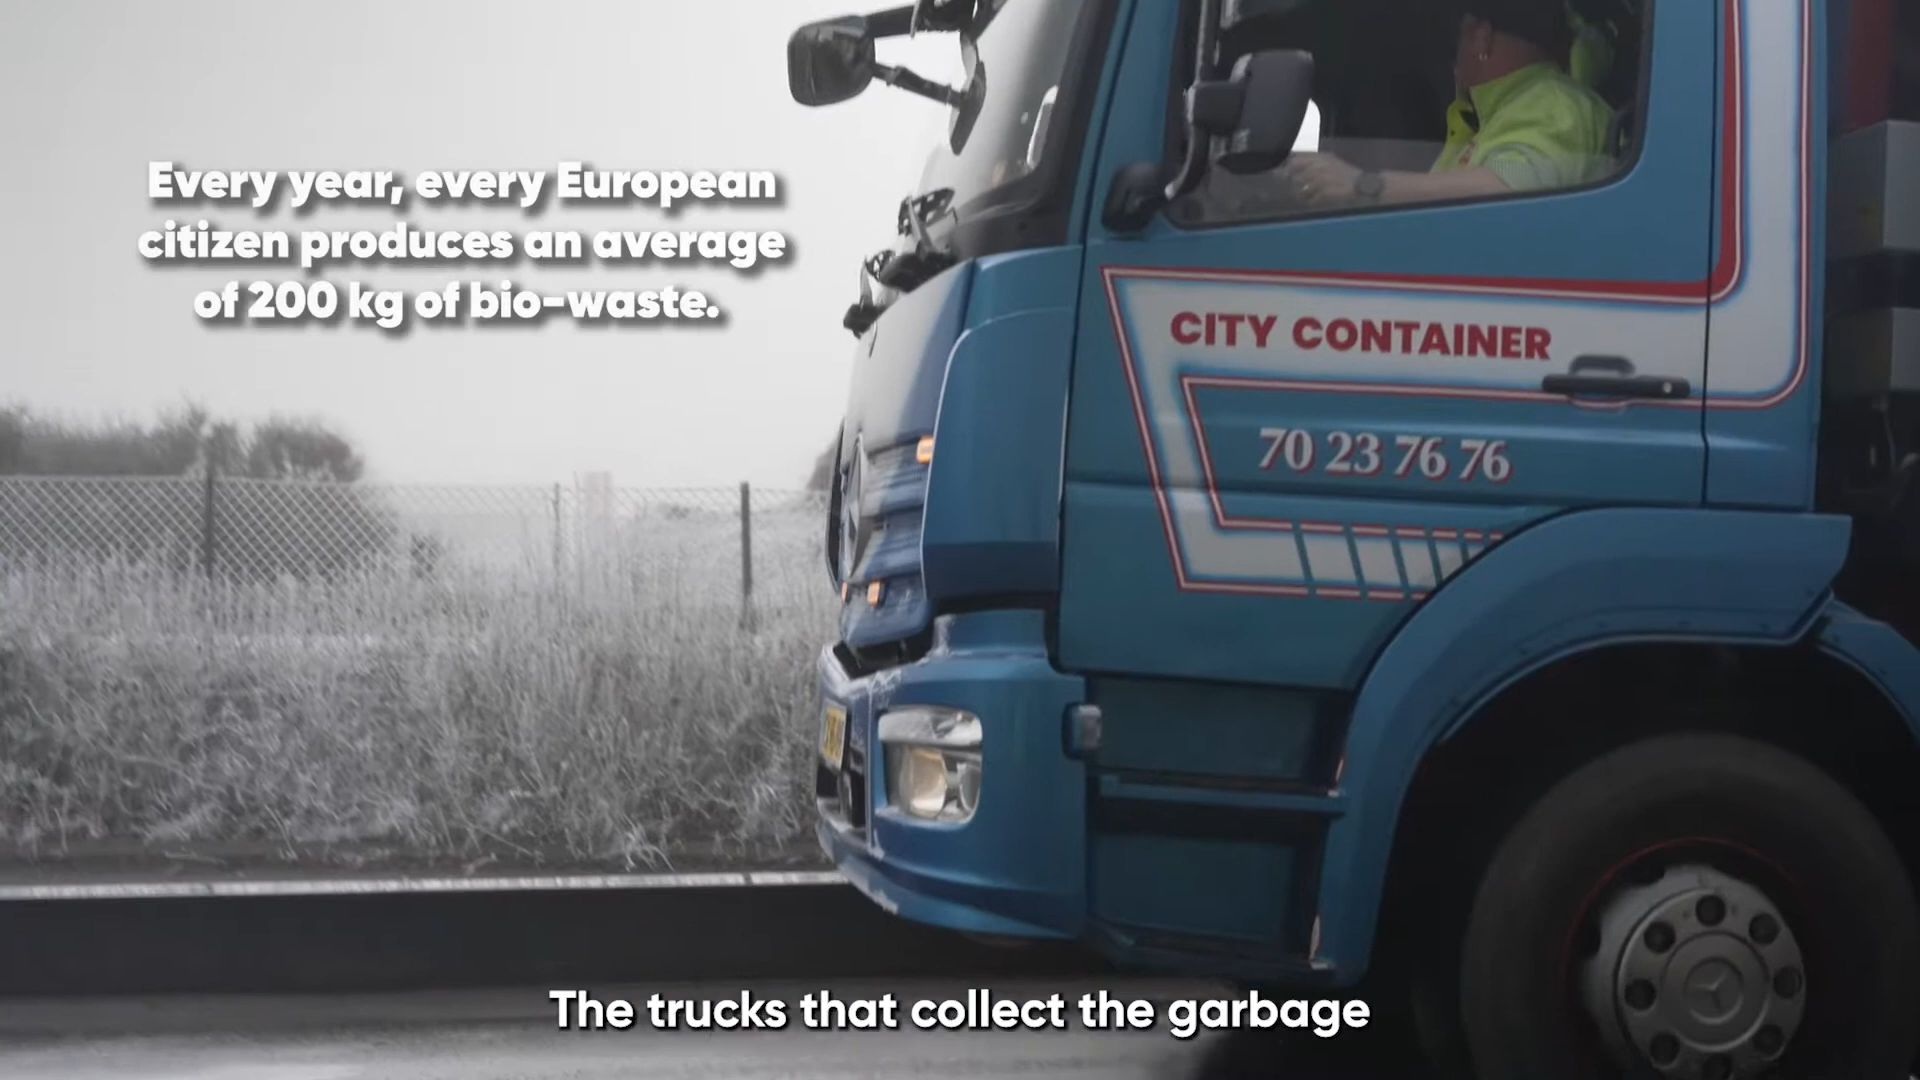 Every year, every European
citizen produces an average
of 200 kg of bio-waste.
CITY CONTAINER
70 23 76 76
The trucks that collect the garbage